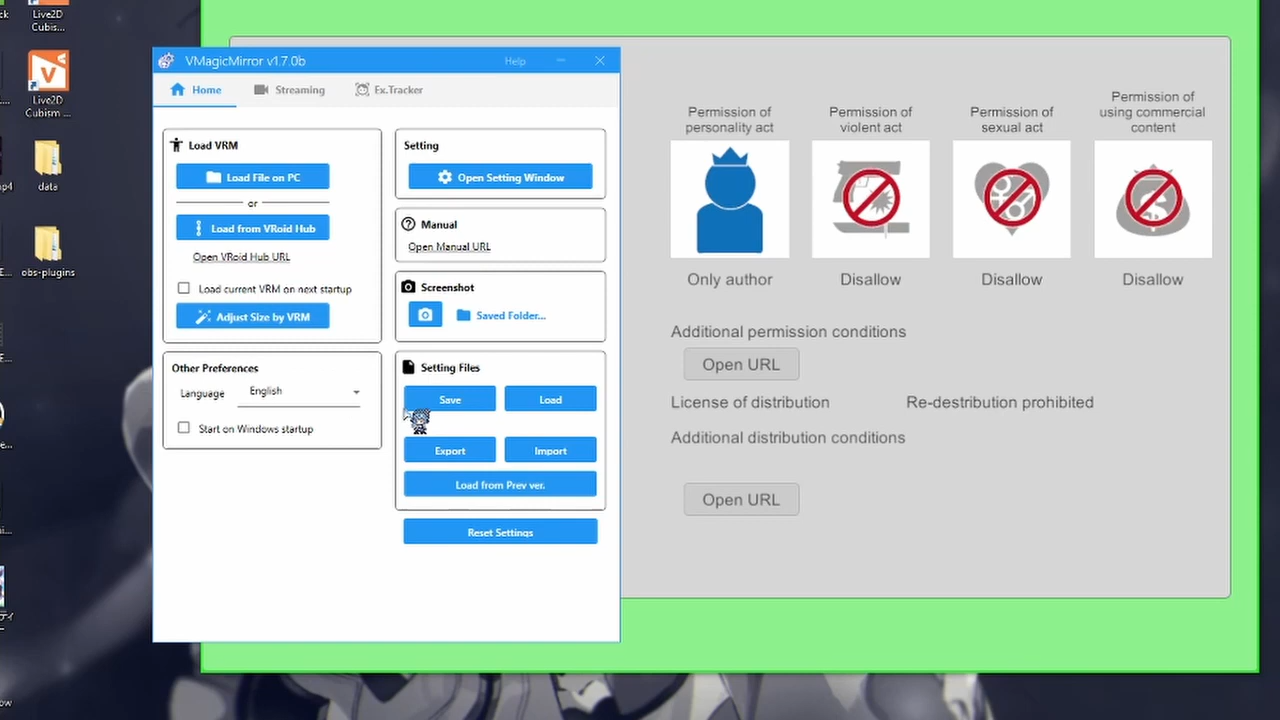 Live2D
Cubis...
Live2D
Cubism ...
data
obs-plugins
VMagicMirror v1.7.0b
Help
Home
Streaming
Ex.Tracker
Load VRM
Load File on PC
or
Load from VRoid Hub
Open VRoid Hub URL
Load current VRM on next startup
Adjust Size by VRM
Other Preferences
Language
English
Start on Windows startup
Setting
Open Setting Window
Manual
Open Manual URL
Screenshot
Saved Folder...
Setting Files
Save
Load
Export
Import
Load from Prev ver.
Reset Settings
Permission of
personality act
Permission of
violent act
Permission of
sexual act
Permission of
using commercial
content
Only author
Disallow
Disallow
Disallow
Additional permission conditions
Open URL
License of distribution
Re-destribution prohibited
Additional distribution conditions
Open URL